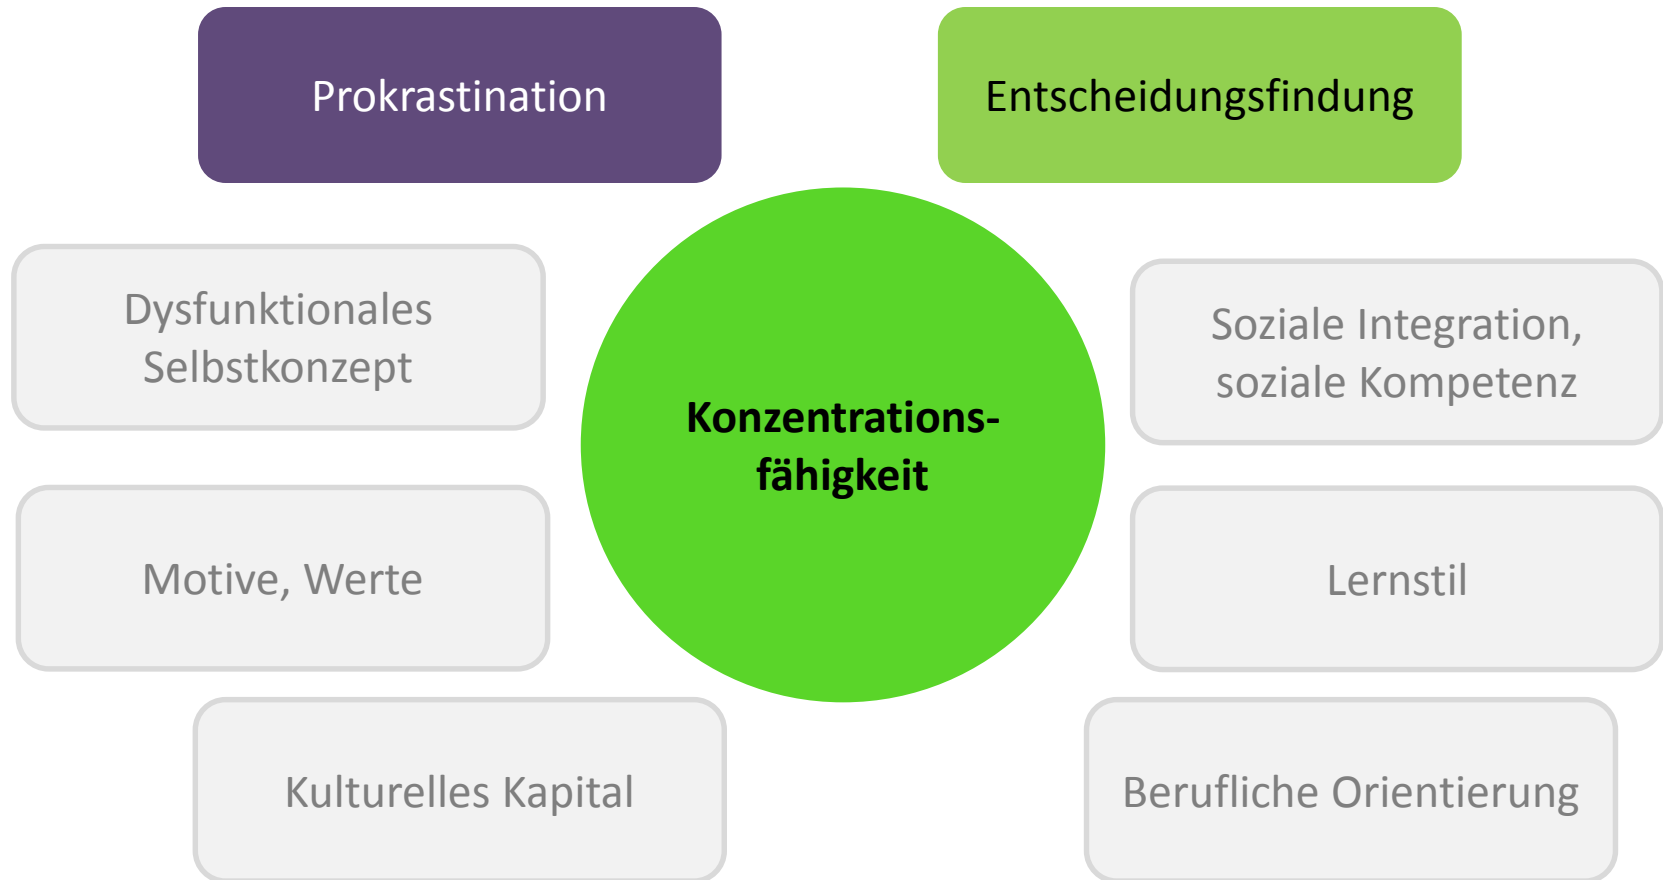 Prokrastination
Entscheidungsfindung
Dysfunktionales
Selbstkonzept
Soziale Integration,
soziale Kompetenz
Konzentrations-
fähigkeit
Motive, Werte
Lernstil
Kulturelles Kapital
Berufliche Orientierung